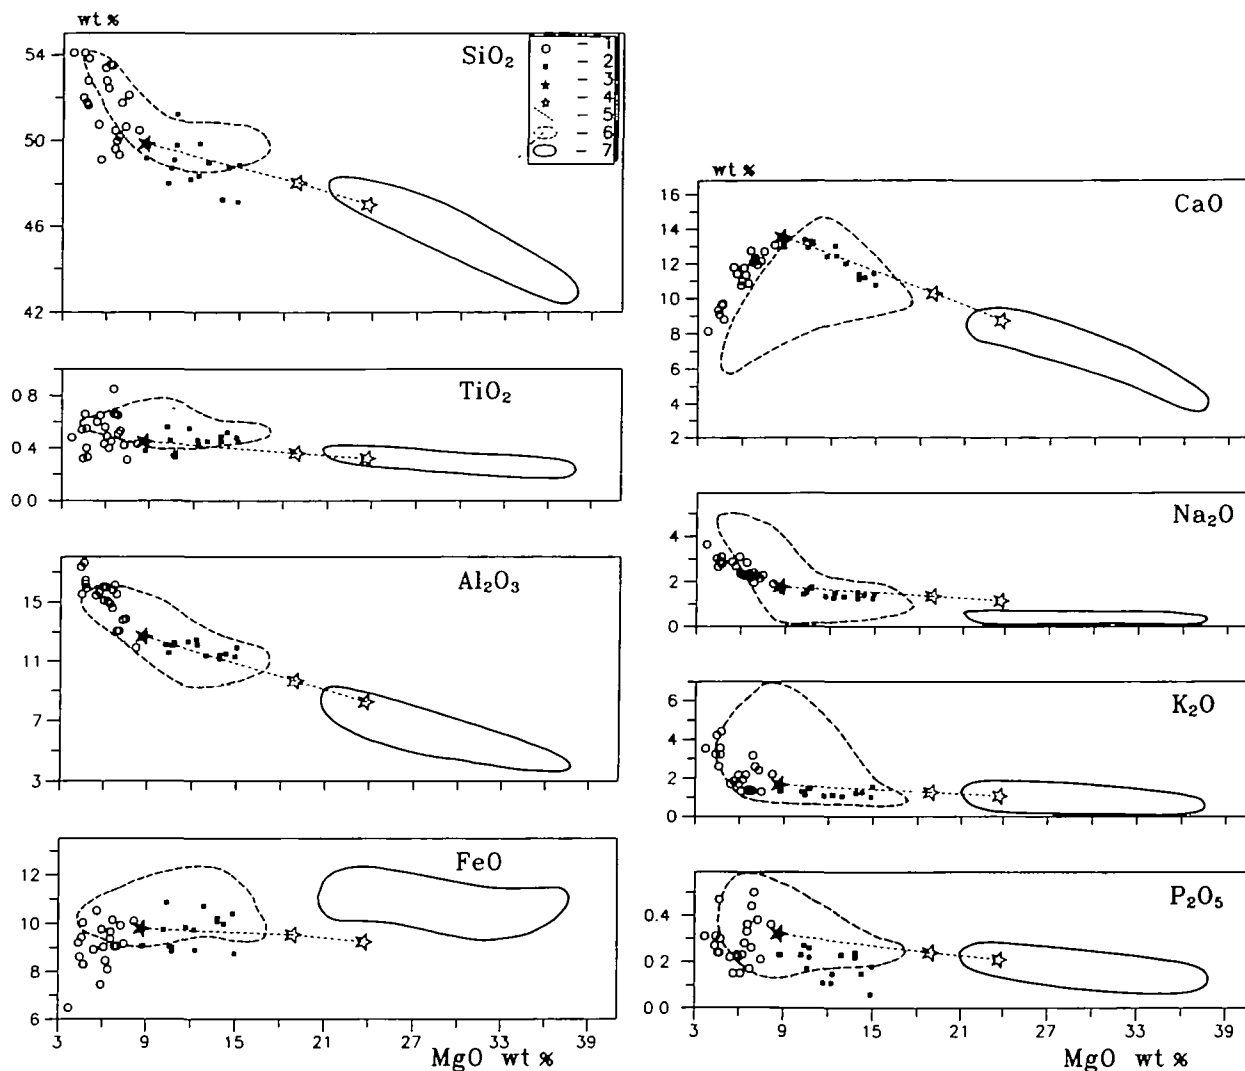 wt %
SiO2
– 1
– 2
– 3
– 4
– 5
– 6
– 7
54
50
46
42
TiO2
0 8
0 4
0 0
Al2O3
15
11
7
3
FeO
12
10
8
6
3 9 15 21 27 33 39
MgO wt %
wt %
CaO
16
14
12
10
8
6
4
2
Na2O
4
2
0
K2O
6
4
2
0
P2O5
0.4
0.2
0 0
3 9 15 21 27 33 39
MgO wt %